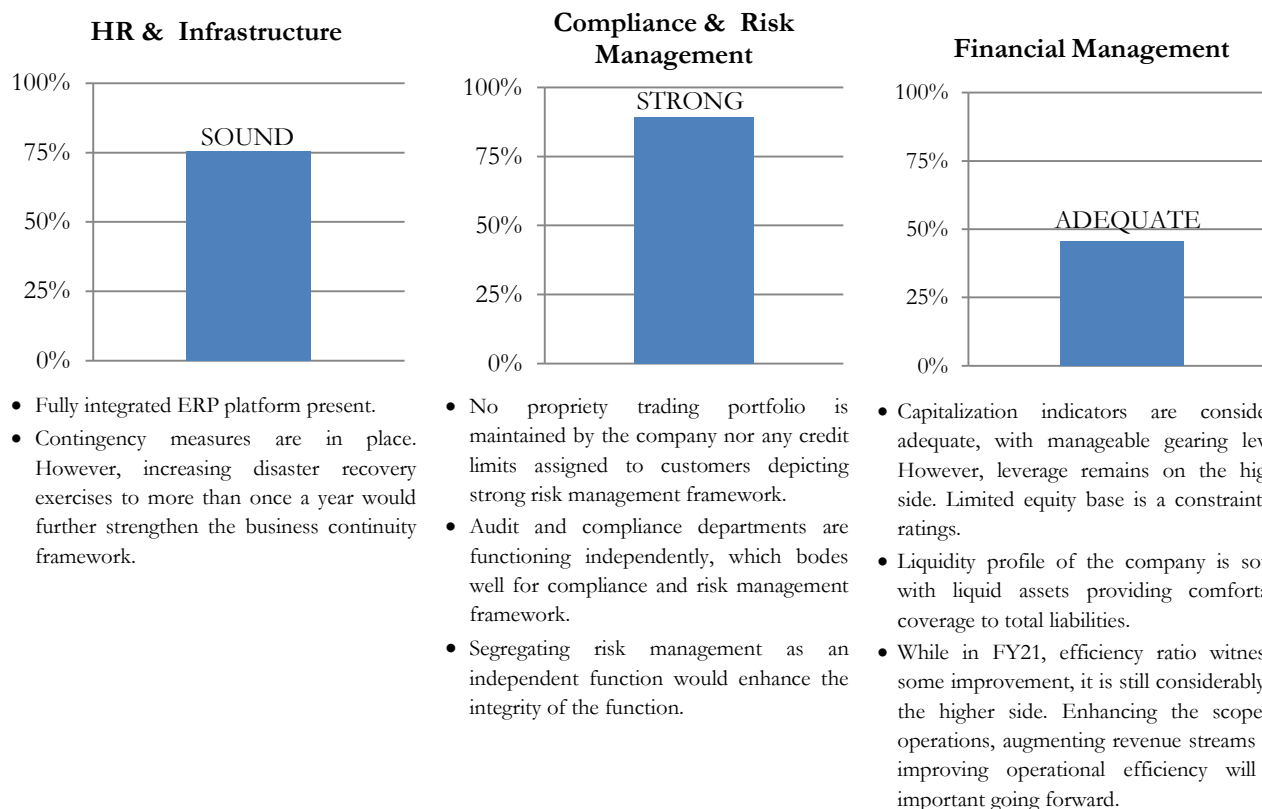 HR & Infrastructure
100%
75%
50%
25%
0%
SOUND
• Fully integrated ERP platform present.
• Contingency measures are in place.
However, increasing disaster recovery
exercises to more than once a year would
further strengthen the business continuity
framework.
Compliance & Risk
Management
100%
75%
50%
25%
0%
STRONG
• No propriety trading portfolio is
maintained by the company nor any credit
limits assigned to customers depicting
strong risk management framework.
• Audit and compliance departments are
functioning independently, which bodes
well for compliance and risk management
framework.
• Segregating risk management as an
independent function would enhance the
integrity of the function.
Financial Management
100%
75%
50%
25%
0%
ADEQUATE
• Capitalization indicators are conside
adequate, with manageable gearing lev
However, leverage remains on the hig
side. Limited equity base is a constraint
ratings.
• Liquidity profile of the company is so
with liquid assets providing comforta
coverage to total liabilities.
• While in FY21, efficiency ratio witnes
some improvement, it is still considerably
the higher side. Enhancing the scope
operations, augmenting revenue streams
improving operational efficiency will
important going forward.